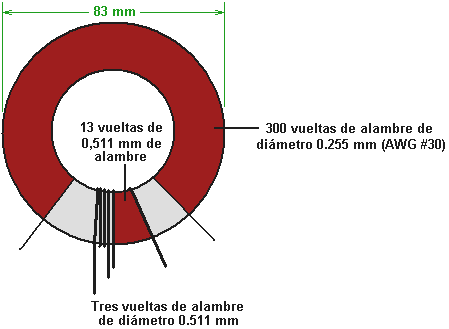 83 mm
13 vueltas de
0,511 mm de
alambre
300 vueltas de alambre de
diámetro 0.255 mm (AWG #30)
Tres vueltas de alambre
de diámetro 0.511 mm